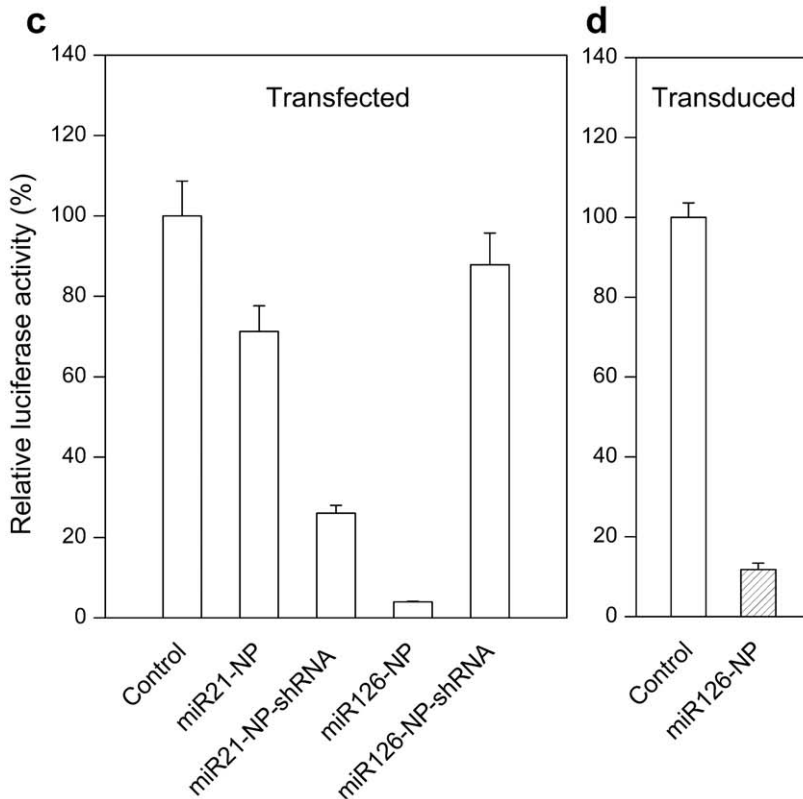 c
Relative luciferase activity (%)
140
120
100
80
60
40
20
0
Transfected
Control
miR21-NP
miR21-NP-shRNA
miR126-NP
miR126-NP-shRNA
d
140
120
100
80
60
40
20
0
Transduced
Control
miR126-NP